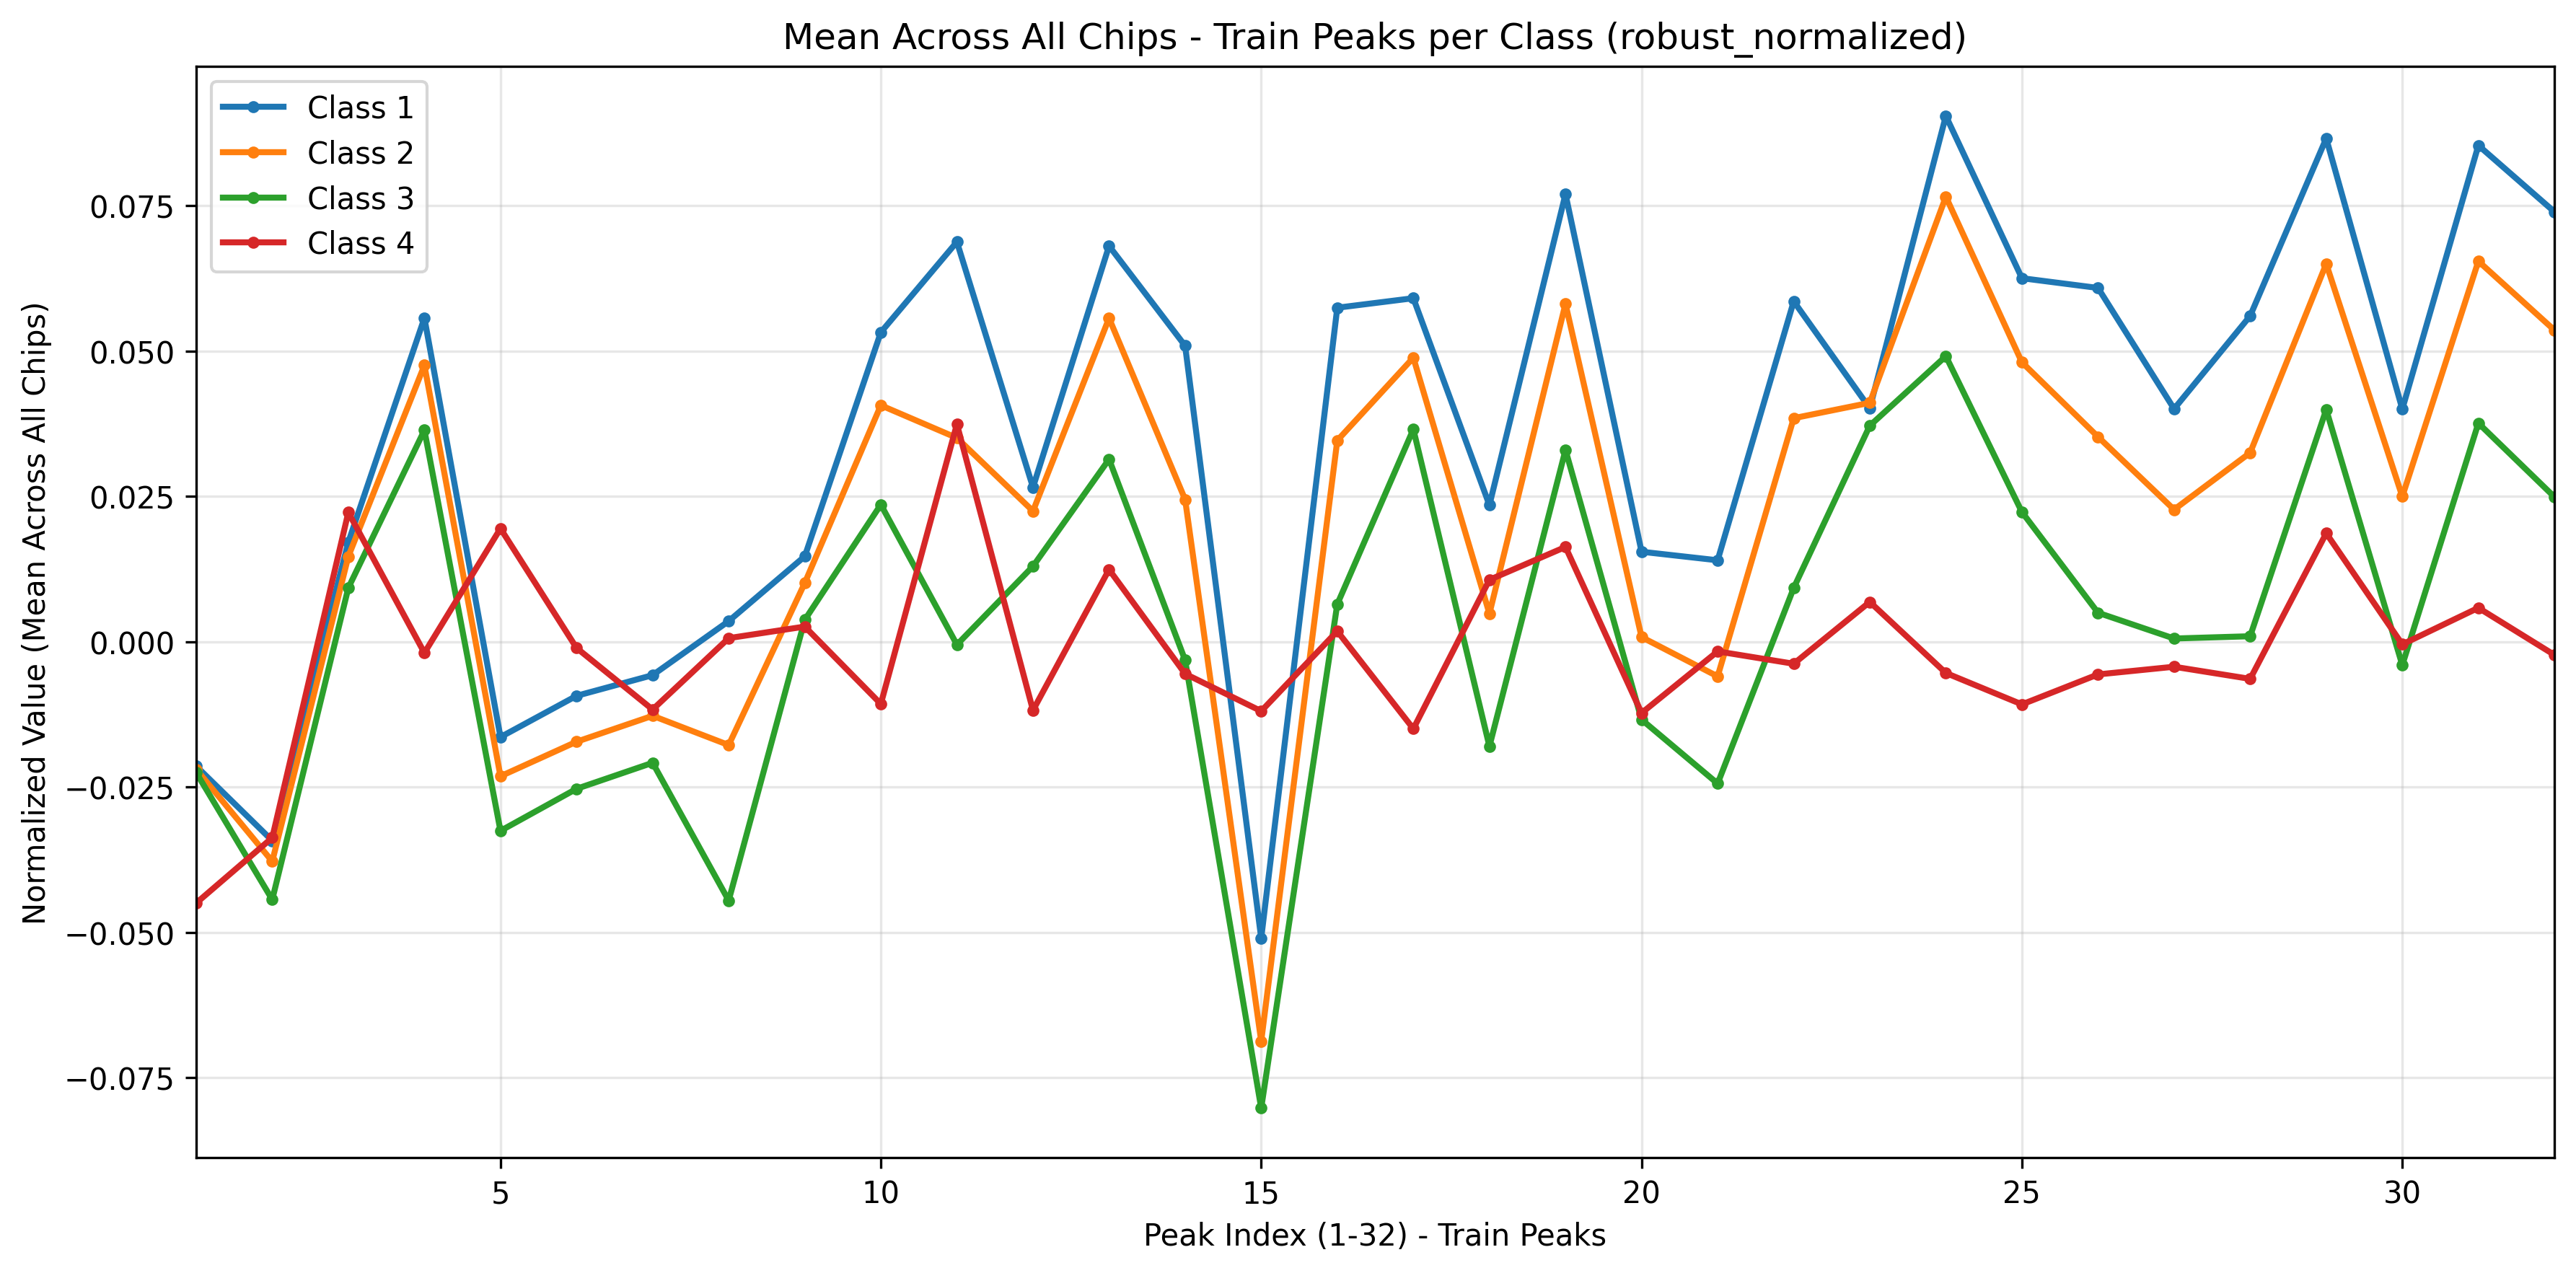 Mean Across All Chips - Train Peaks per Class (robust_normalized)
Class 1
Class 2
Class 3
Class 4
Normalized Value (Mean Across All Chips)
0.075
0.050
0.025
0.000
−0.025
−0.050
−0.075
5
10
15
20
25
30
Peak Index (1-32) - Train Peaks